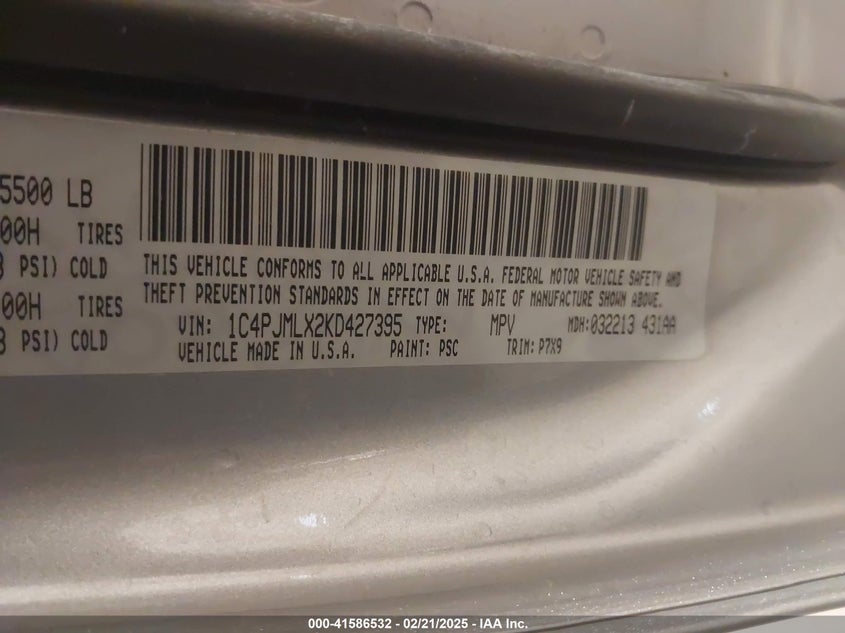 5500 LB
00H TIRES
PSI) COLD
00H TIRES
PSI) COLD
THIS VEHICLE CONFORMS TO ALL APPLICABLE U.S.A. FEDERAL MOTOR VEHICLE SAFETY AND
THEFT PREVENTION STANDARDS IN EFFECT ON THE DATE OF MANUFACTURE SHOWN ABOVE.
VIN: 1C4PJMLX2KD427395 TYPE: MPV MDH:032213 431AA
VEHICLE MADE IN U.S.A. PAINT: PSC TRIM: P7X9
000-41586532 - 02/21/2025 - IAA Inc.